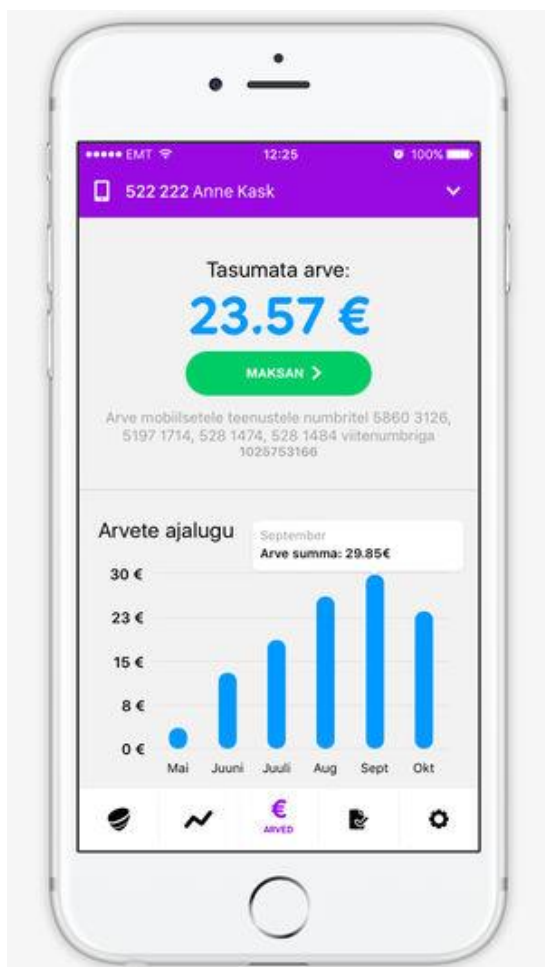 EMT 12:25 100%
522 222 Anne Kask
Tasumata arve:
23.57 €
MAKSAN
Arve mobiilsetele teenustele numbritel 5860 3126,
5197 1714, 528 1474, 528 1484 viitenumbriga
1025753166
Arvete ajalugu
September
Arve summa: 29.85€
30 €
23 €
15 €
8 €
0 €
Mai Juuni Juuli Aug Sept Okt
€
ARVED